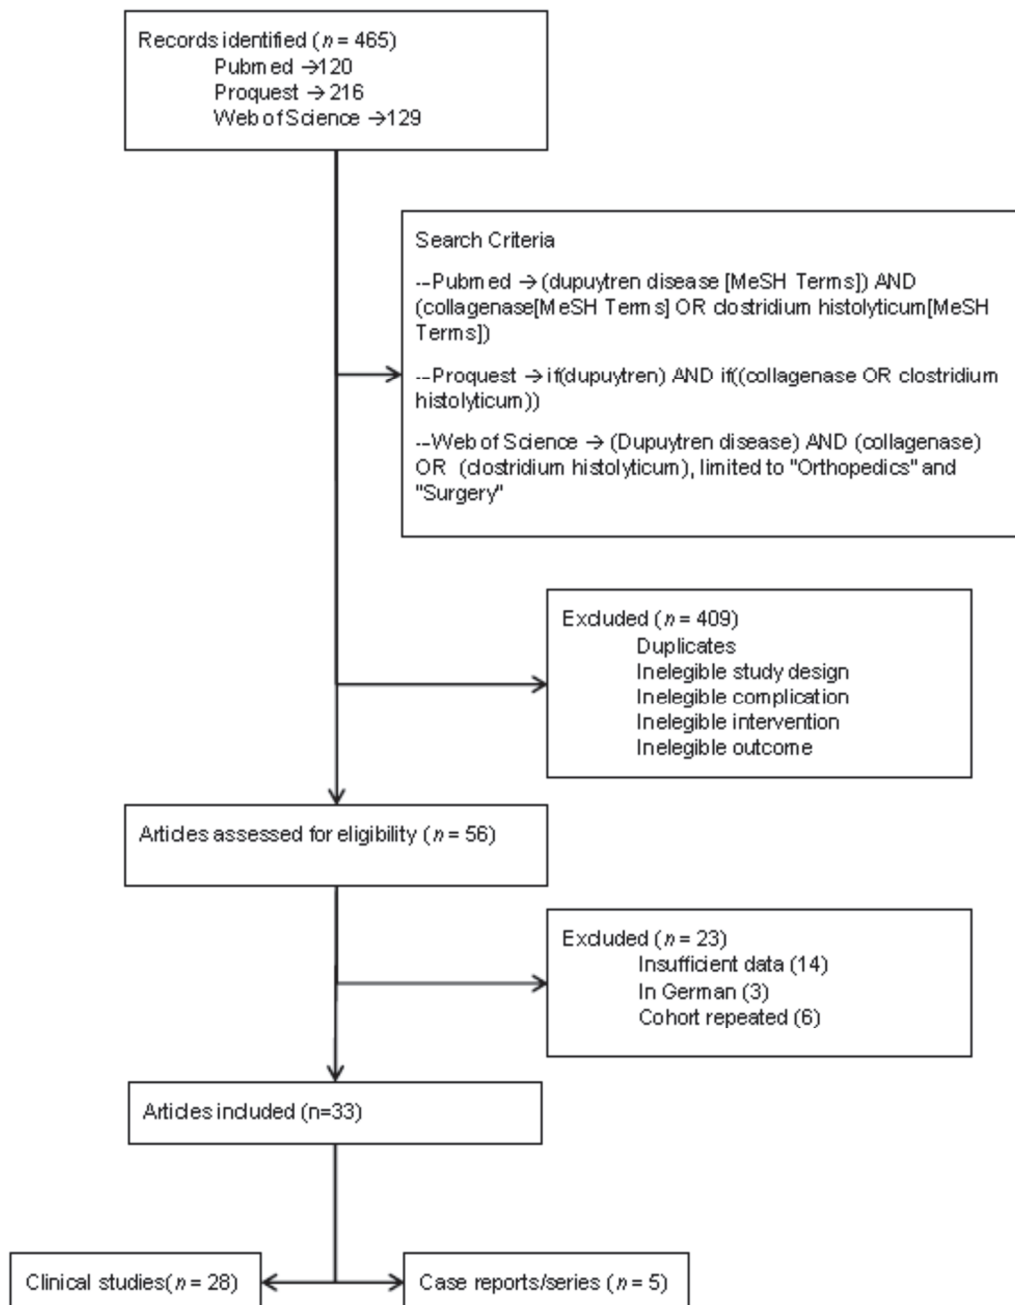 Records identified (n = 465)
Pubmed →120
Proquest → 216
Web of Science →129
Search Criteria
---Pubmed → (dupuytren disease [MeSH Terms]) AND
(collagenase[MeSH Terms] OR clostridium histolyticum[MeSH
Terms])
---Proquest → if(dupuytren) AND if((collagenase OR clostridium
histolyticum))
---Web of Science → (Dupuytren disease) AND (collagenase)
OR (clostridium histolyticum), limited to "Orthopedics" and
"Surgery"
Excluded (n = 409)
Duplicates
Inelegible study design
Inelegible complication
Inelegible intervention
Inelegible outcome
Articles assessed for eligibility (n = 56)
Excluded (n = 23)
Insufficient data (14)
In German (3)
Cohort repeated (6)
Articles included (n=33)
Clinical studies(n = 28)
Case reports/series (n = 5)